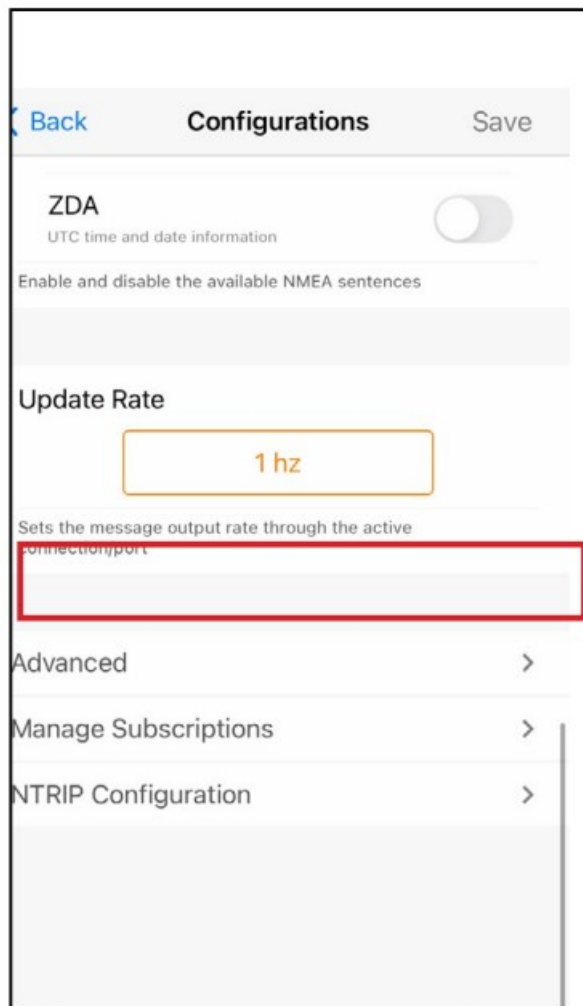 Back Configurations Save
ZDA
UTC time and date information
Enable and disable the available NMEA sentences
Update Rate
1 hz
Sets the message output rate through the active
connection/port
Advanced
Manage Subscriptions
NTRIP Configuration